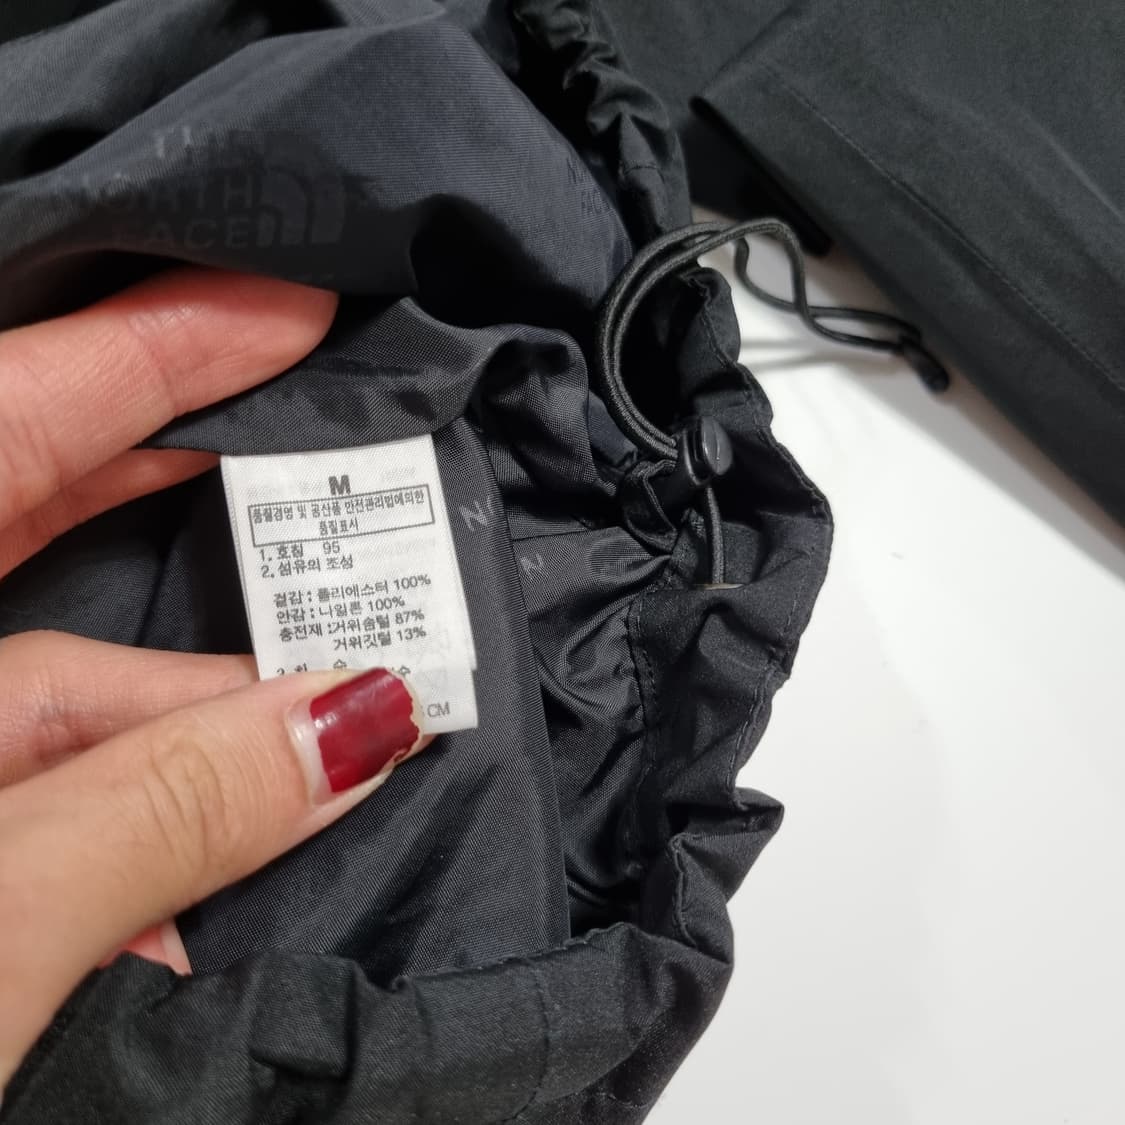 THE
NORTH
FACE
M
품질경영 및 공산품 안전관리법에의한
품질표시
1. 호칭 95
2. 섬유의 조성
겉감 : 폴리에스터 100%
안감 : 나일론 100%
충전재 : 거위솜털 87%
거위깃털 13%
CM